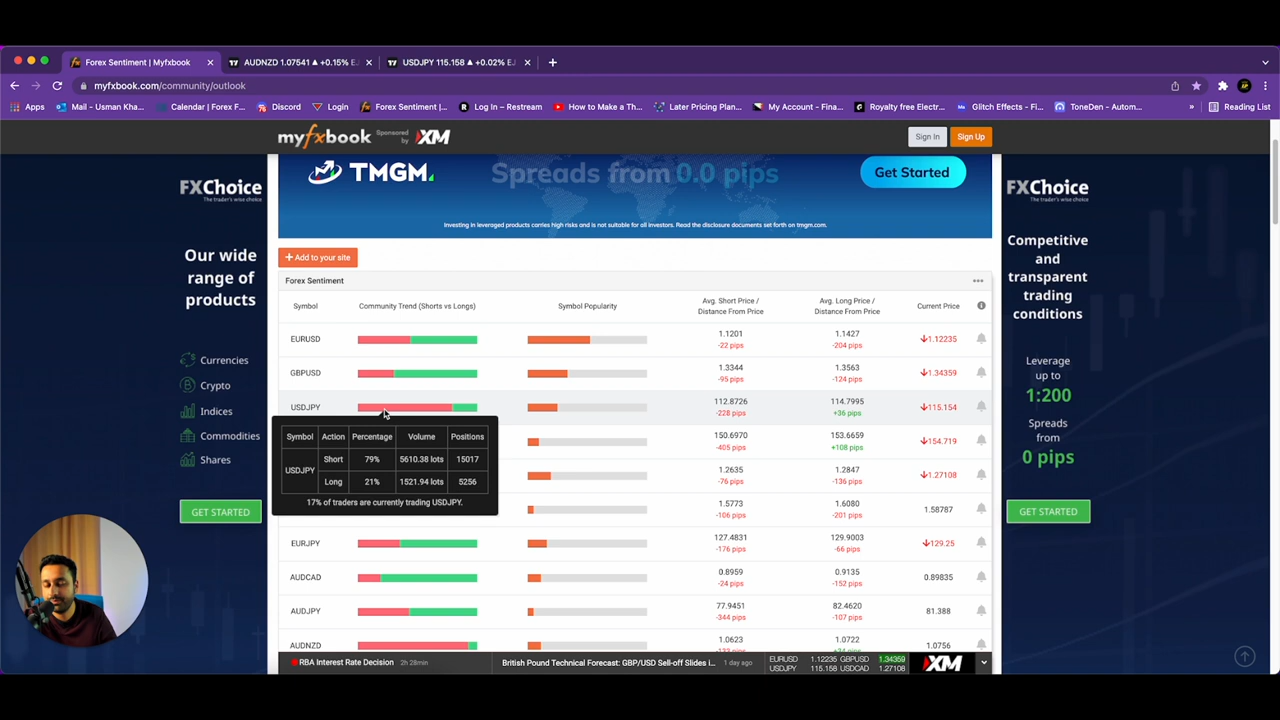 Forex Sentiment | Myfxbook
AUDNZD 1.07541 ▲ +0.15% E.
USDJPY 115.158 ▲ +0.02% E.
myfxbook.com/community/outlook
Apps
Mail - Usman Kha...
Calendar | Forex F...
Discord
Login
Forex Sentiment |...
Log In – Restream
How to Make a Th...
Later Pricing Plan...
My Account - Fina...
Royalty free Electr...
Glitch Effects - Fi...
ToneDen - Autom...
»
Reading List
myfxbook Sponsored by XM
Sign In
Sign Up
TMGM
Spreads from 0.0 pips
Get Started
Investing in leveraged products carries high risks and is not suitable for all investors. Read the disclosure documents set forth on tmgm.com.
FXChoice
The trader's wise choice
Our wide
range of
products
Currencies
Crypto
Indices
Commodities
Shares
GET STARTED
+ Add to your site
Forex Sentiment
Symbol
Community Trend (Shorts vs Longs)
Symbol Popularity
Avg. Short Price /
Distance From Price
Avg. Long Price /
Distance From Price
Current Price
EURUSD
1.1201
-22 pips
1.1427
-204 pips
1.12235
GBPUSD
1.3344
-95 pips
1.3563
-124 pips
1.34359
USDJPY
112.8726
-228 pips
114.7995
+36 pips
115.154
Symbol Action Percentage Volume Positions
USDJPY
Short 79% 5610.38 lots 15017
Long 21% 1521.94 lots 5256
17% of traders are currently trading USDJPY.
150.6970
-405 pips
153.6659
+108 pips
154.719
1.2635
-76 pips
1.2847
-136 pips
1.27108
1.5773
-106 pips
1.6080
-201 pips
1.58787
EURJPY
127.4831
-176 pips
129.9003
-66 pips
129.25
AUDCAD
0.8959
-24 pips
0.9135
-152 pips
0.89835
AUDJPY
77.9451
-344 pips
82.4620
-107 pips
81.388
AUDNZD
1.0623
1.0722
1.0756
FXChoice
The trader's wise choice
Competitive
and
transparent
trading
conditions
Leverage
up to
1:200
Spreads
from
0 pips
GET STARTED
RBA Interest Rate Decision 2h 28min
British Pound Technical Forecast: GBP/USD Sell-off Slides i... 1 day ago
EURUSD 1.12235 GBPUSD 1.34359
USDJPY 115.158 USDCAD 1.27108
XM